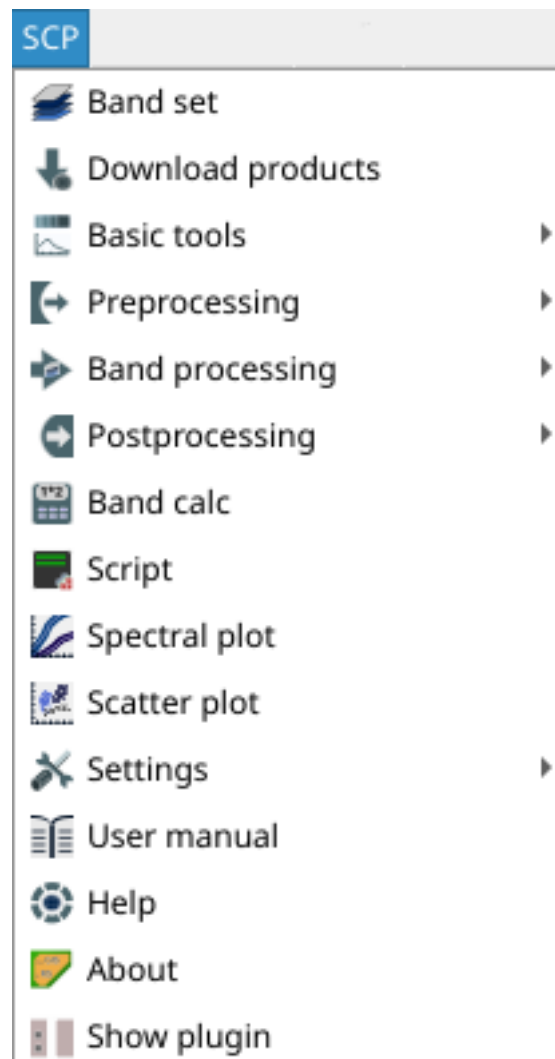 SCP
Band set
Download products
Basic tools
Preprocessing
Band processing
Postprocessing
Band calc
Script
Spectral plot
Scatter plot
Settings
User manual
Help
About
Show plugin